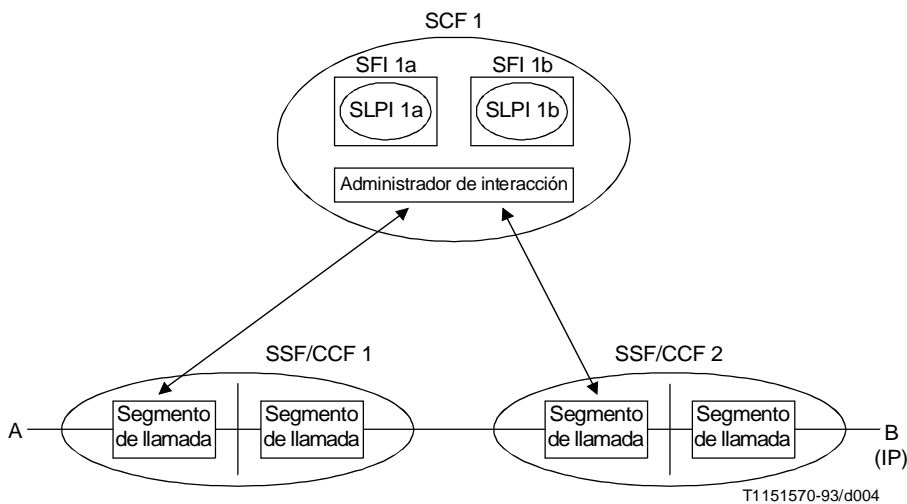 SCF 1
SFI 1a
SFI 1b
SLPI 1a
SLPI 1b
Administrador de interacción
SSF/CCF 1
SSF/CCF 2
A
Segmento
de llamada
Segmento
de llamada
Segmento
de llamada
Segmento
de llamada
B
(IP)
T1151570-93/d004